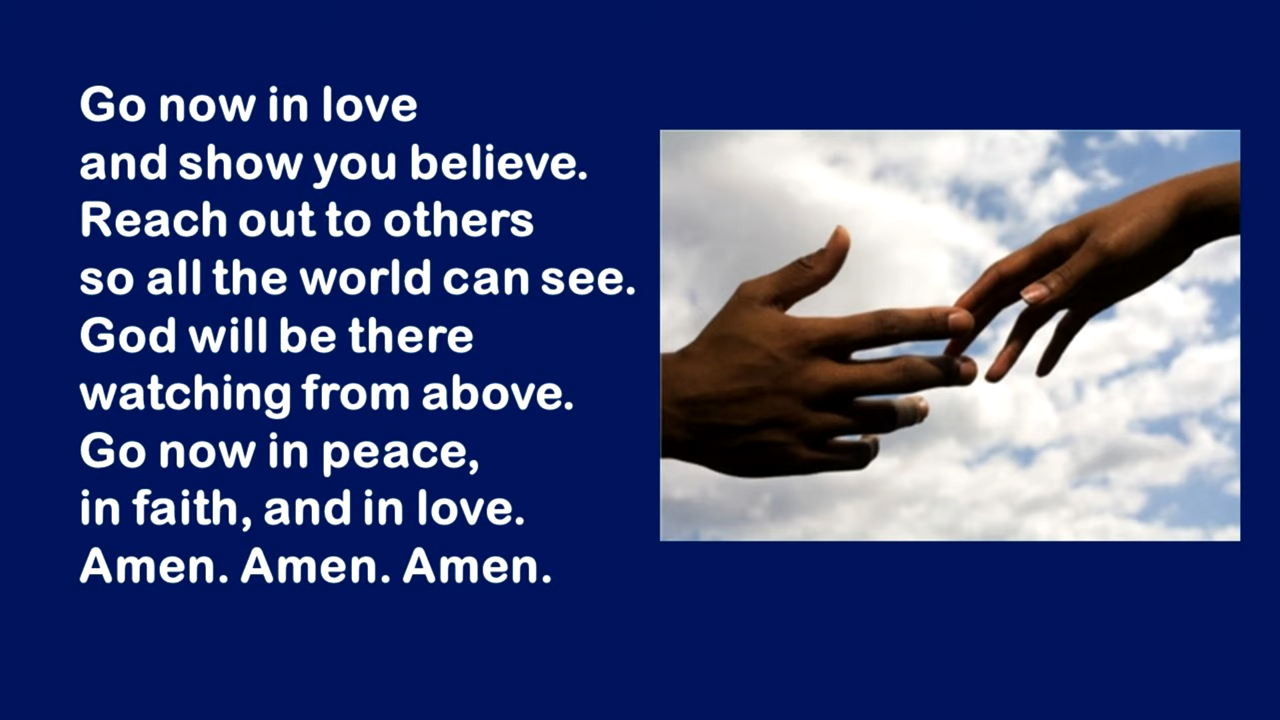 Go now in love
and show you believe.
Reach out to others
so all the world can see.
God will be there
watching from above.
Go now in peace,
in faith, and in love.
Amen. Amen. Amen.